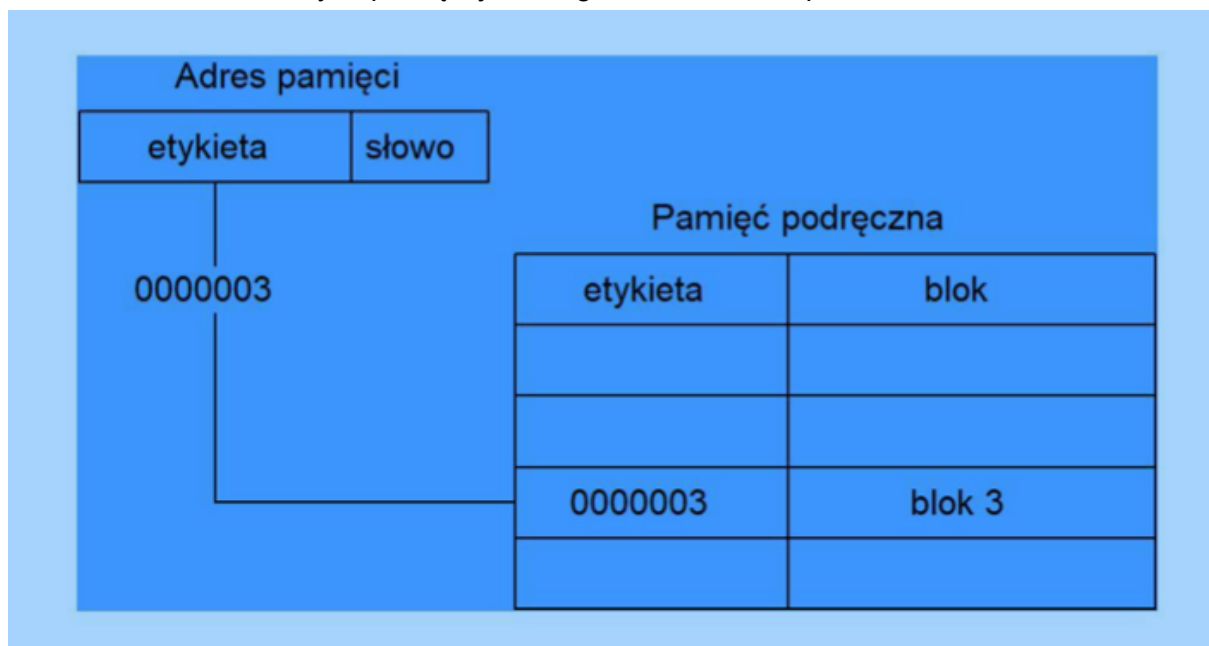 Adres pamięci
etykieta słowo
Pamięć podręczna
0000003 etykieta blok
0000003 blok 3